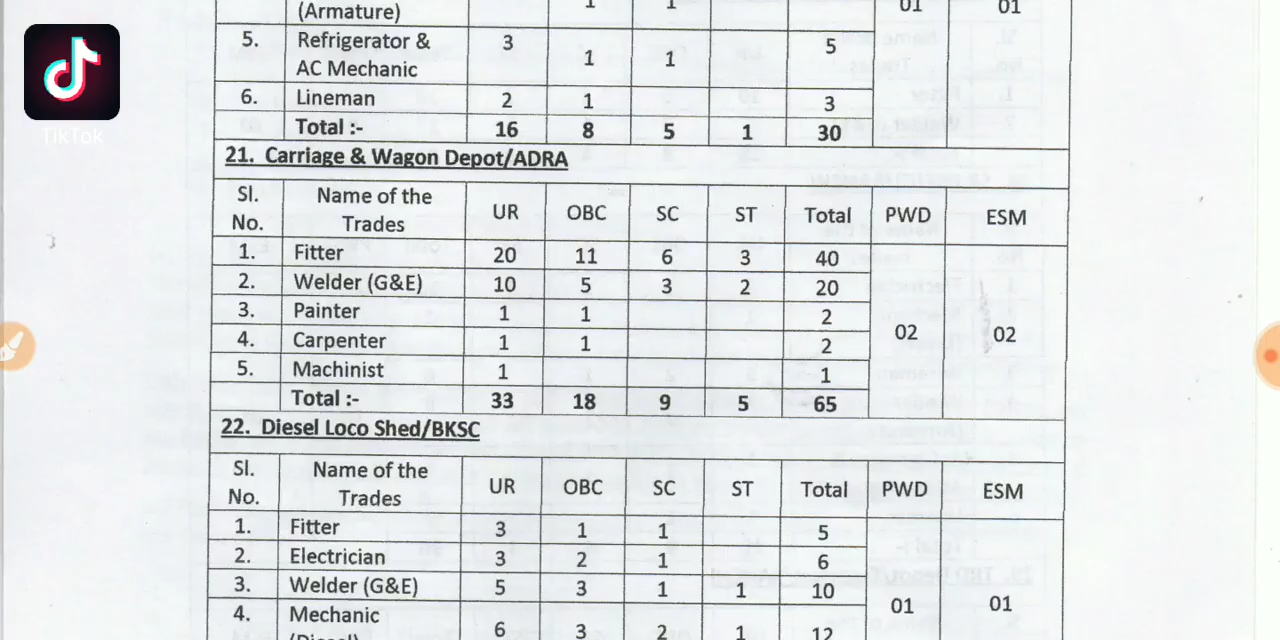 (Armature) 1 1 01 01
5. Refrigerator & AC Mechanic 3 1 1 5
6. Lineman 2 1 3
Total :- 16 8 5 1 30
21. Carriage & Wagon Depot/ADRA
Sl. No. Name of the Trades UR OBC SC ST Total PWD ESM
1. Fitter 20 11 6 3 40
2. Welder (G&E) 10 5 3 2 20
3. Painter 1 1 2 02 02
4. Carpenter 1 1 2
5. Machinist 1 1
Total :- 33 18 9 5 65
22. Diesel Loco Shed/BKSC
Sl. No. Name of the Trades UR OBC SC ST Total PWD ESM
1. Fitter 3 1 1 5
2. Electrician 3 2 1 6
3. Welder (G&E) 5 3 1 1 10 01 01
4. Mechanic (Diesel) 6 3 2 1 12
TikTok